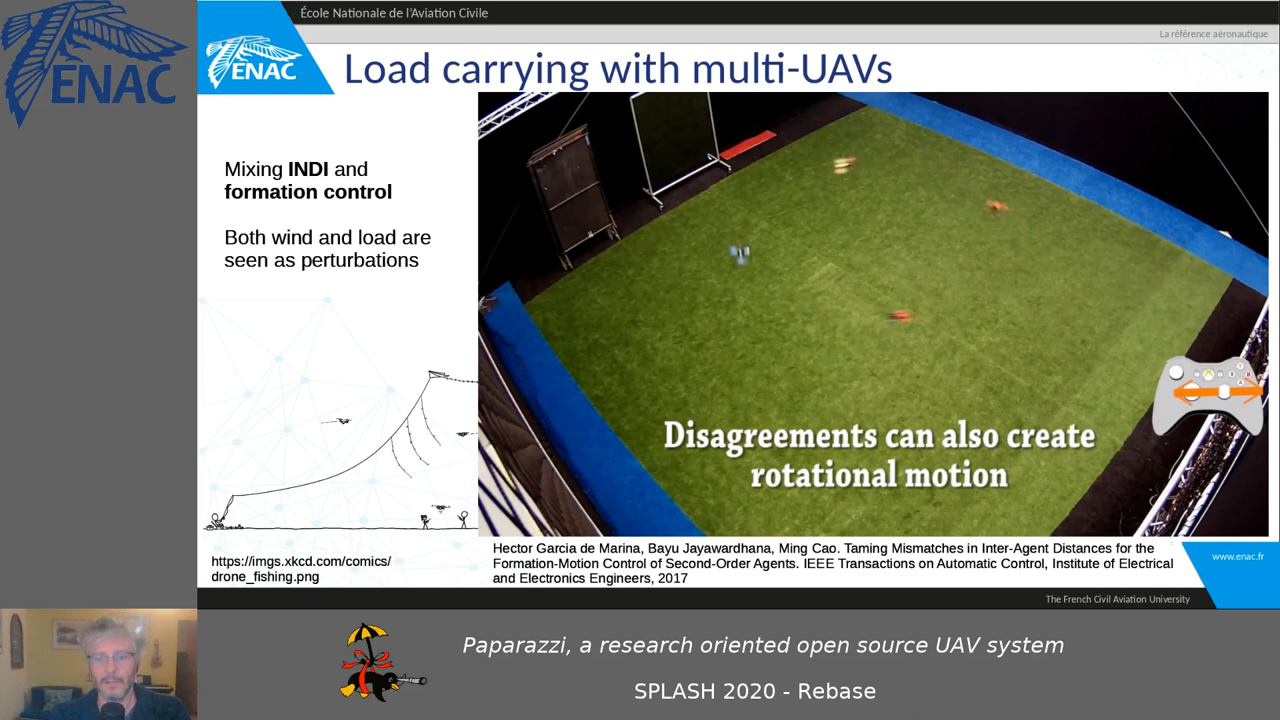 ENAC
École Nationale de l'Aviation Civile
La référence aéronautique
ENAC
Load carrying with multi-UAVs
Mixing INDI and
formation control
Both wind and load are
seen as perturbations
Disagreements can also create
rotational motion
https://imgs.xkcd.com/comics/
drone_fishing.png
Hector Garcia de Marina, Bayu Jayawardhana, Ming Cao. Taming Mismatches in Inter-Agent Distances for the
Formation-Motion Control of Second-Order Agents. IEEE Transactions on Automatic Control, Institute of Electrical
and Electronics Engineers, 2017
www.enac.fr
The French Civil Aviation University
Paparazzi, a research oriented open source UAV system
SPLASH 2020 - Rebase